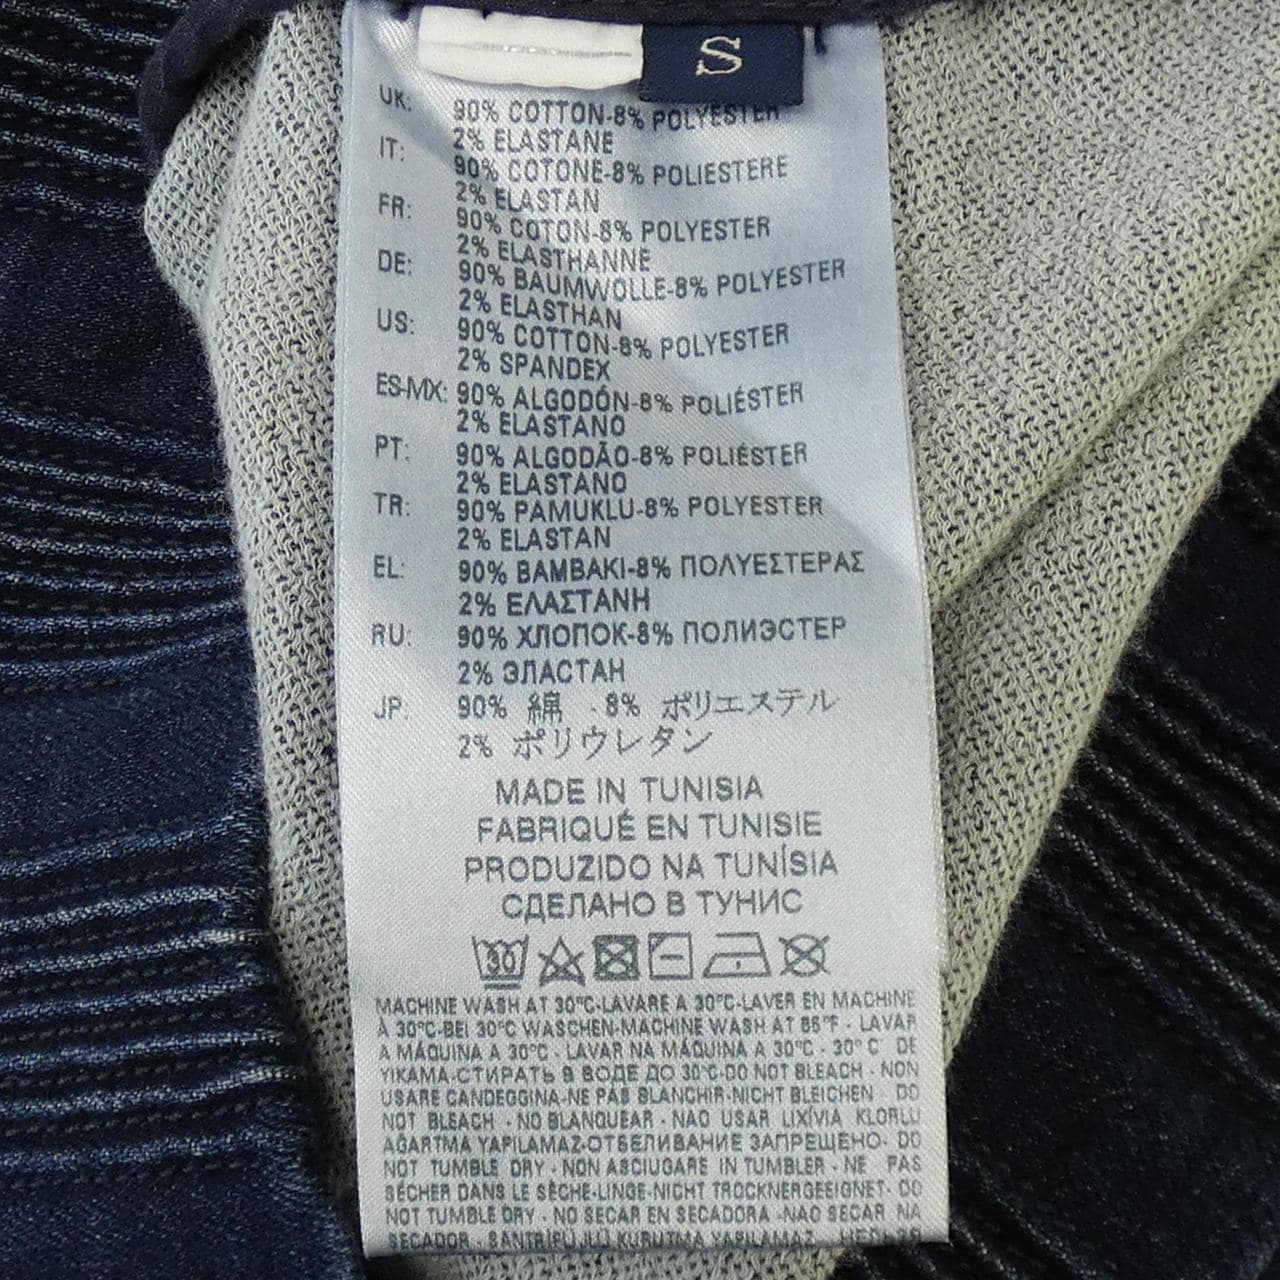 S
UK: 90% COTTON-8% POLYESTER
2% ELASTANE
IT: 90% COTONE-8% POLIESTERE
2% ELASTAN
FR: 90% COTON-8% POLYESTER
2% ELASTHANNE
DE: 90% BAUMWOLLE-8% POLYESTER
2% ELASTHAN
US: 90% COTTON-8% POLYESTER
2% SPANDEX
ES-MX: 90% ALGODÓN-8% POLIÉSTER
2% ELASTANO
PT: 90% ALGODÃO-8% POLIÉSTER
2% ELASTANO
TR: 90% PAMUKLU-8% POLYESTER
2% ELASTAN
EL: 90% BAMBAKI-8% ΠΟΛΥΕΣΤΕΡΑΣ
2% ΕΛΑΣΤΑΝΗ
RU: 90% ХЛОПОК-8% ПОЛИЭСТЕР
2% ЭЛАСТАН
JP: 90% 綿 - 8% ポリエステル
2% ポリウレタン
MADE IN TUNISIA
FABRIQUÉ EN TUNISIE
PRODUZIDO NA TUNÍSIA
СДЕЛАНО В ТУНИС
30
MACHINE WASH AT 30°C-LAVARE A 30°C-LAVER EN MACHINE
À 30°C-BEI 30°C WASCHEN-MACHINE WASH AT 85°F - LAVAR
A MÁQUINA A 30°C - LAVAR NA MÁQUINA A 30°C - 30° C DE
YIKAMA-СТИРАТЬ В ВОДЕ ДО 30°C-DO NOT BLEACH - NON
USARE CANDEGGINA-NE PAS BLANCHIR-NICHT BLEICHEN DO
NOT BLEACH - NO BLANQUEAR - NAO USAR LIXÍVIA KLORLU
AĞARTMA YAPILAMAZ-ОТБЕЛИВАНИЕ ЗАПРЕЩЕНО- DO
NOT TUMBLE DRY - NON ASCIUGARE IN TUMBLER - NE PAS
SÉCHER DANS LE SÈCHE-LINGE-NICHT TROCKNERGEEIGNET- DO
NOT TUMBLE DRY - NO SECAR EN SECADORA -NAO SECAR NA
SECADOR - KURUTMA YAPILAMAZ